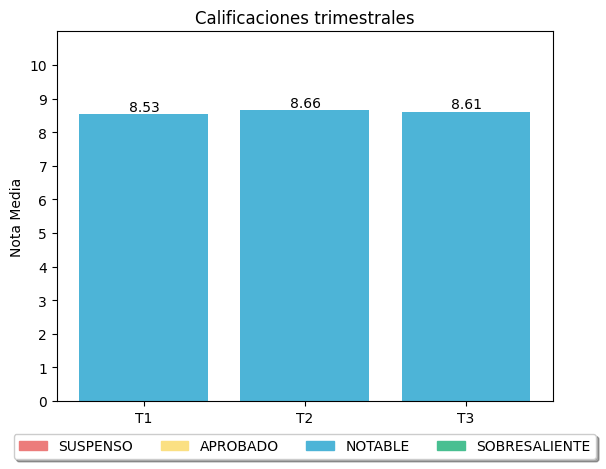 Calificaciones trimestrales
Nota Media
10
9
8
7
6
5
4
3
2
1
0
8.53
8.66
8.61
T1
T2
T3
SUSPENSO
APROBADO
NOTABLE
SOBRESALIENTE